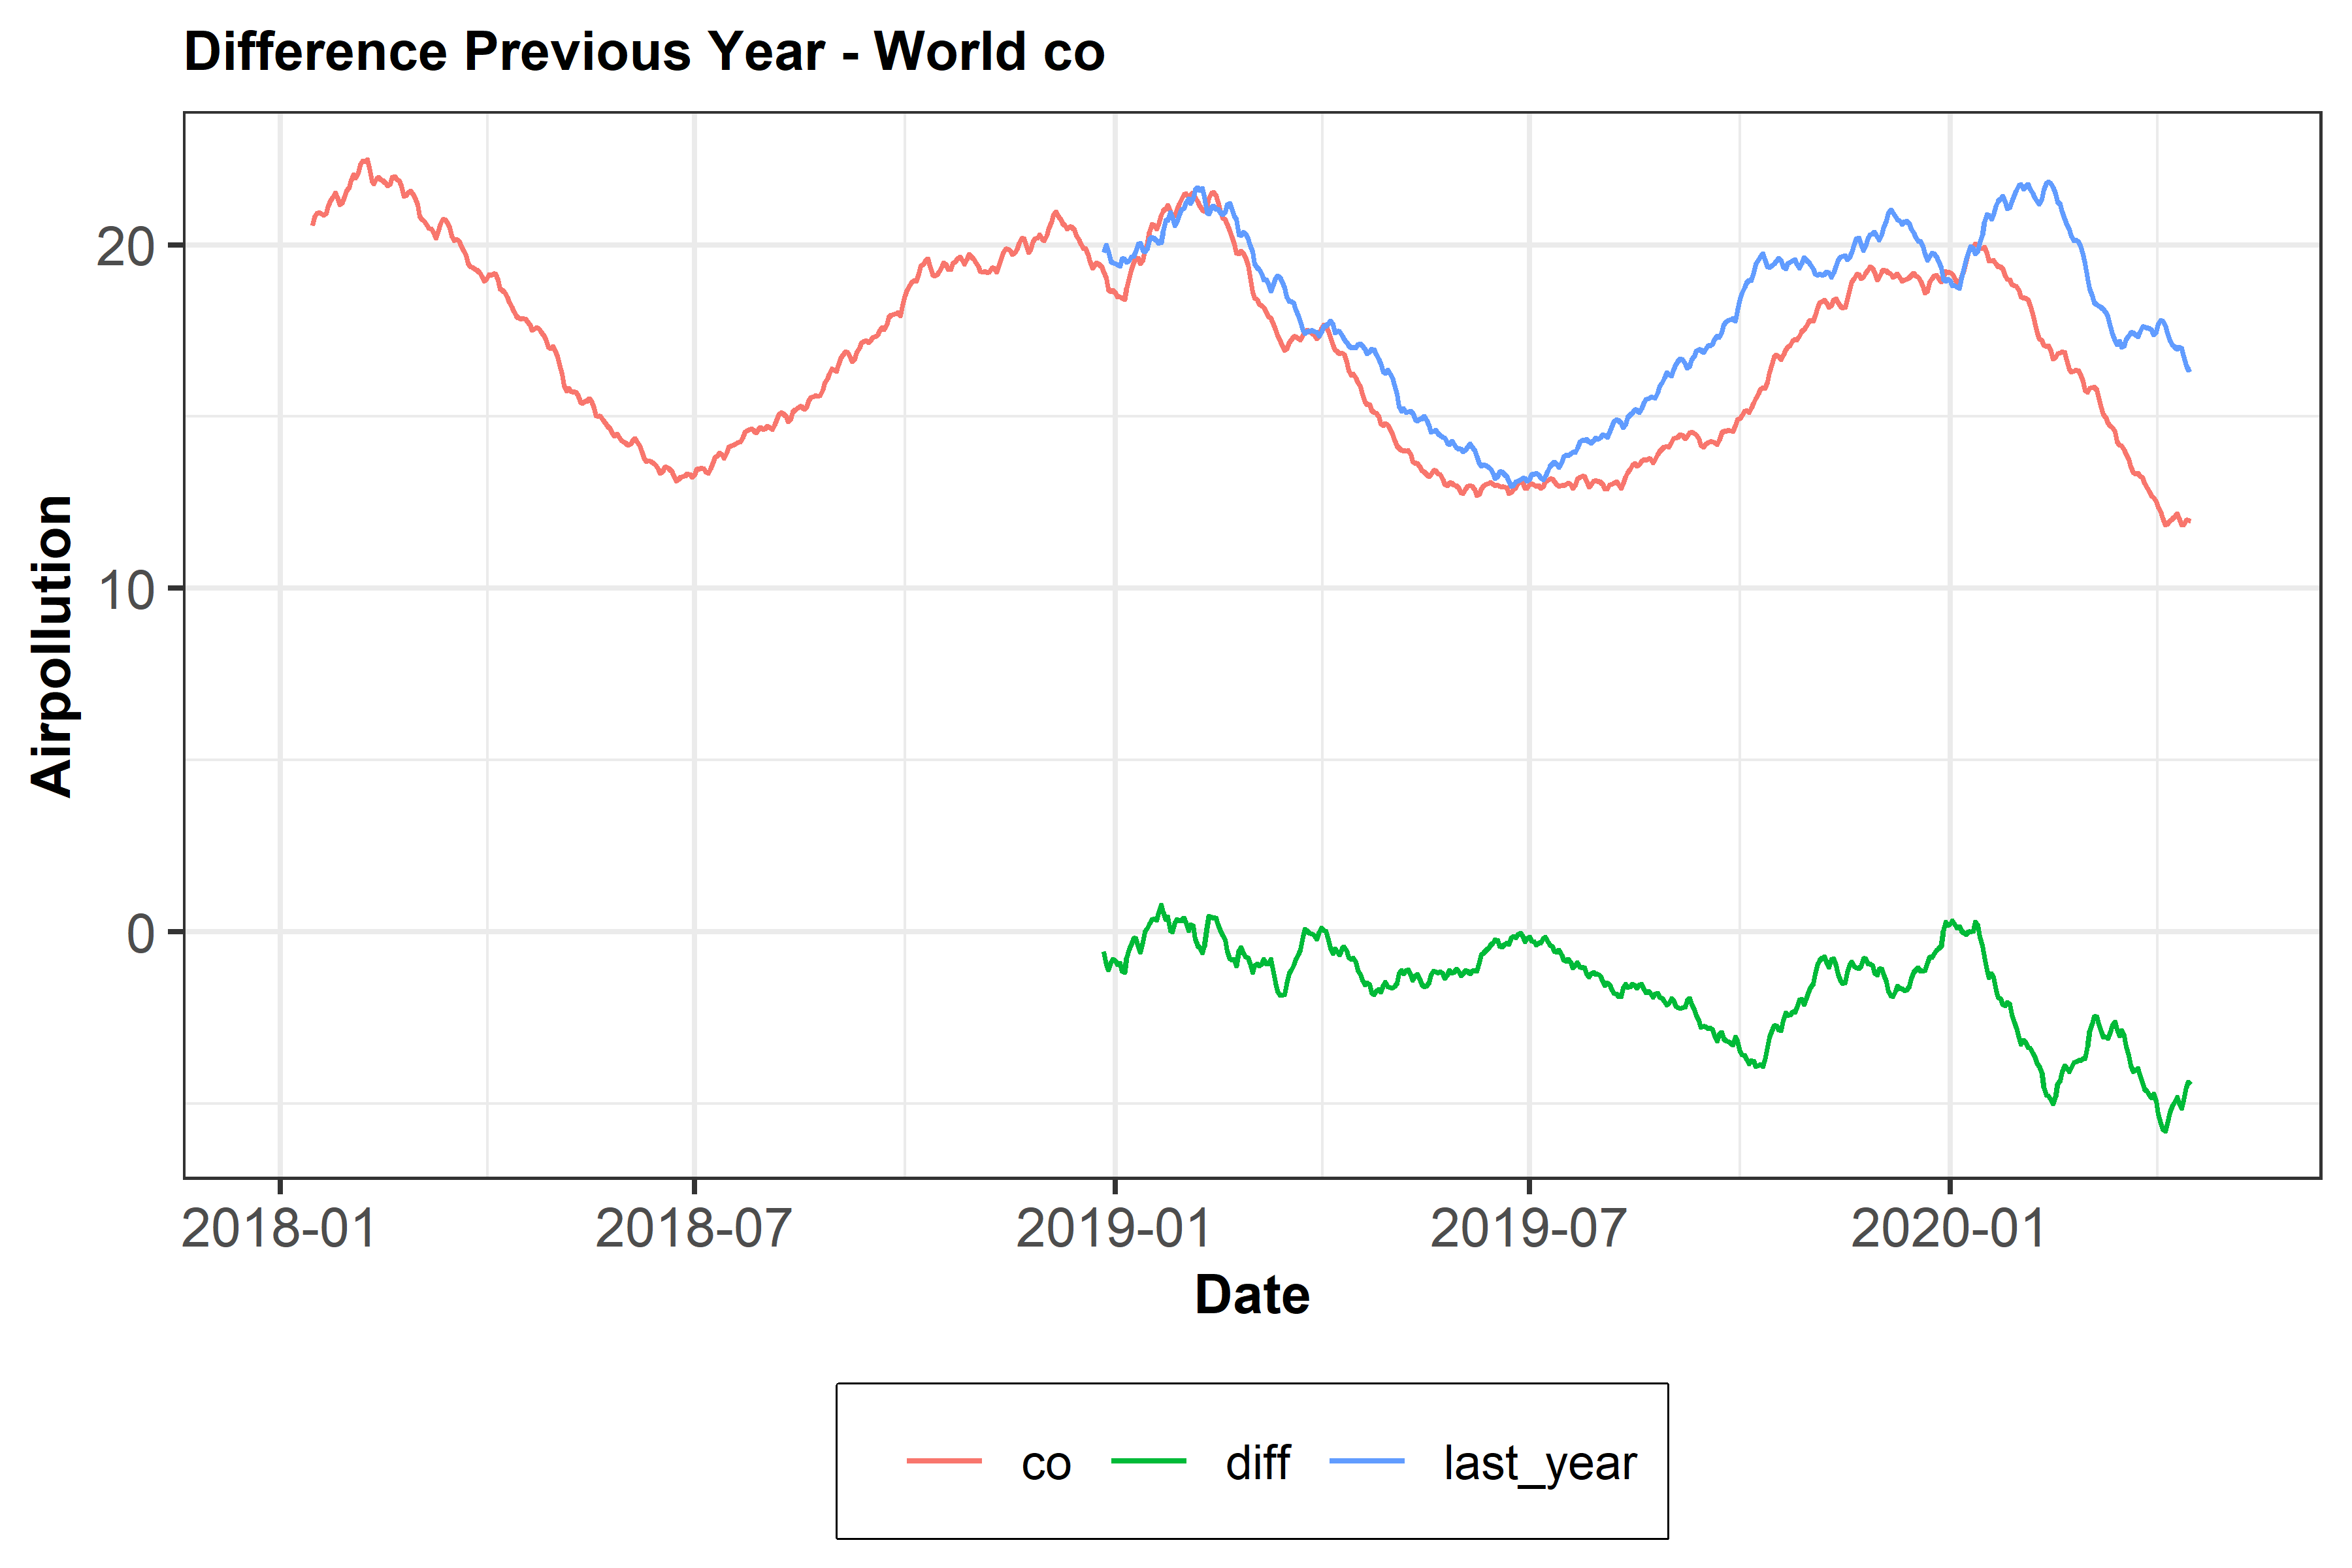 Difference Previous Year - World co
Airpollution
20
10
0
2018-01 2018-07 2019-01 2019-07 2020-01
Date
co diff last_year